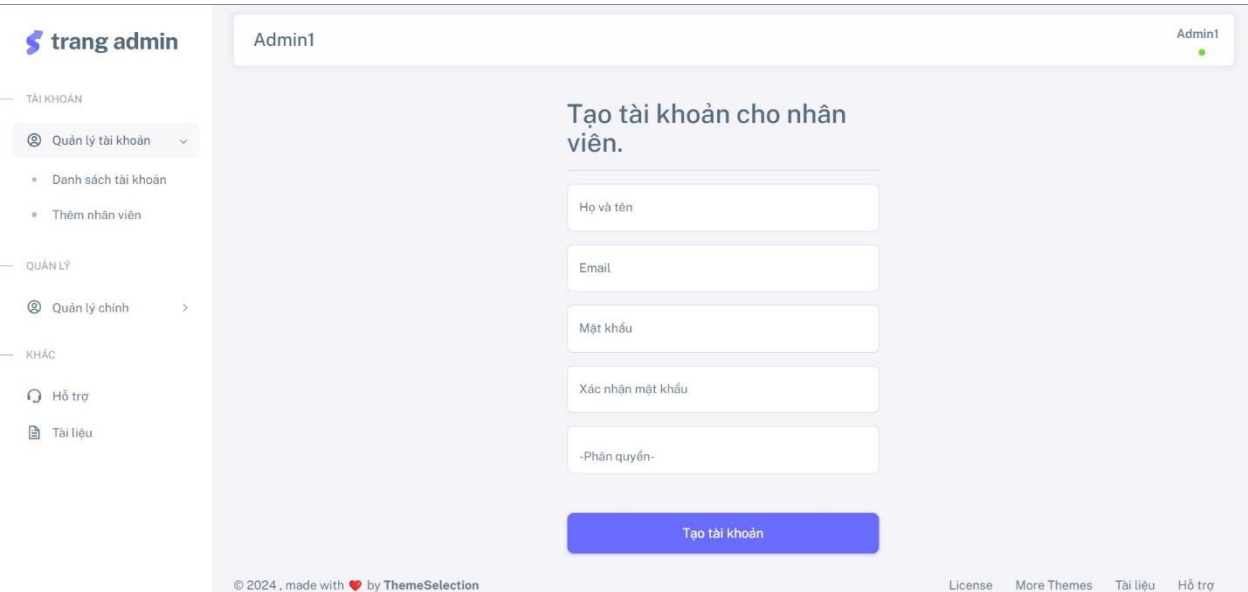 trang admin
TÀI KHOẢN
Quản lý tài khoản
Danh sách tài khoản
Thêm nhân viên
QUẢN LÝ
Quản lý chính
KHÁC
Hỗ trợ
Tài liệu
Admin1
Admin1
Tạo tài khoản cho nhân
viên.
Họ và tên
Email
Mật khẩu
Xác nhận mật khẩu
-Phân quyền-
Tạo tài khoản
© 2024 , made with ❤️ by ThemeSelection
License More Themes Tài liệu Hỗ trợ